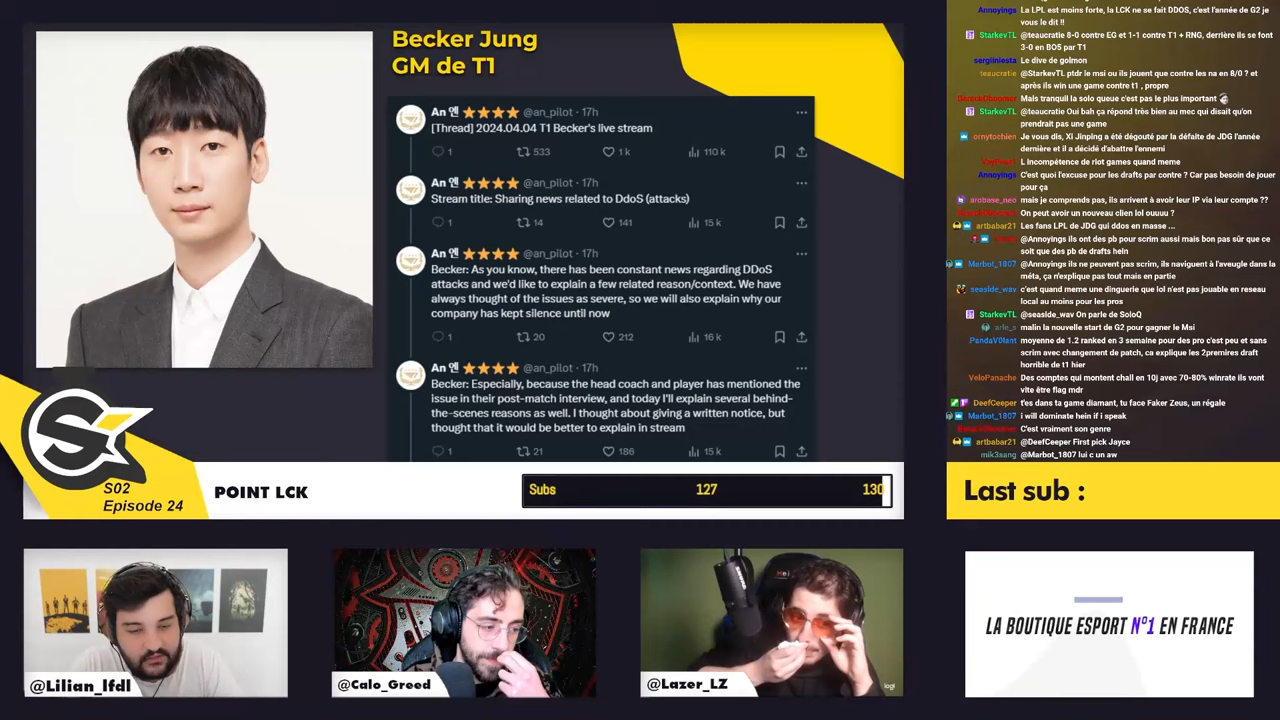 Becker Jung
GM de T1
An 엔 ⭐⭐⭐⭐ @an_pilot · 17h
[Thread] 2024.04.04 T1 Becker's live stream
1 533 1 k 110 k
An 엔 ⭐⭐⭐⭐ @an_pilot · 17h
Stream title: Sharing news related to DdoS (attacks)
1 14 141 15 k
An 엔 ⭐⭐⭐⭐ @an_pilot · 17h
Becker: As you know, there has been constant news regarding DDoS
attacks and we'd like to explain a few related reason/context. We have
always thought of the issues as severe, so we will also explain why our
company has kept silence until now
1 20 212 16 k
An 엔 ⭐⭐⭐⭐ @an_pilot · 17h
Becker: Especially, because the head coach and player has mentioned the
issue in their post-match interview, and today I'll explain several behind-
the-scenes reasons as well. I thought about giving a written notice, but
thought that it would be better to explain in stream
1 21 186 15 k
S02
Episode 24
POINT LCK
Subs 127 130
Annoyings La LPL est moins forte, la LCK ne se fait DDOS, c'est l'année de G2 je
vous le dit !!
StarkevTL @teaucratie 8-0 contre EG et 1-1 contre T1 + RNG, derrière ils se font
3-0 en BO5 par T1
sergiiniesta Le dive de golmon
teaucratie @StarkevTL ptdr le msi ou ils jouent que contre les na en 8/0 ? et
après ils win une game contre t1 , propre
Mais tranquil la solo queue c'est pas le plus important
StarkevTL @teaucratie Oui bah ça répond très bien au mec qui disait qu'on
prendrait pas une game
ornytochien Je vous dis, XI Jinping a été dégouté par la défaite de JDG l'année
dernière et il a décidé d'abattre l'ennemi
L Incompétence de riot games quand meme
Annoyings C'est quoi l'excuse pour les drafts par contre ? Car pas besoin de jouer
pour ça
arobase_neo mais je comprends pas, ils arrivent à avoir leur IP via leur compte ??
On peut avoir un nouveau clien lol ouuuu ?
artbabar21 Les fans LPL de JDG qui ddos en masse ...
@Annoyings ils ont des pb pour scrim aussi mais bon pas sûr que ce
soit que des pb de drafts hein
Marbot_1807 @Annoyings ils ne peuvent pas scrim, ils naviguent à l'aveugle dans la
méta, ça n'explique pas tout mais en partie
seaside_wav c'est quand meme une dinguerie que lol n'est pas jouable en reseau
local au moins pour les pros
StarkevTL @seaside_wav On parle de SoloQ
arle_s malin la nouvelle start de G2 pour gagner le Msi
PandaV0lant moyenne de 1.2 ranked en 3 semaine pour des pro c'est peu et sans
scrim avec changement de patch, ca explique les 2premires draft
horrible de t1 hier
VeloPanache Des comptes qui montent chall en 10j avec 70-80% winrate ils vont
vite être flag mdr
DeefCeeper t'es dans ta game diamant, tu face Faker Zeus, un régale
Marbot_1807 i will dominate hein if i speak
C'est vraiment son genre
artbabar21 @DeefCeeper First pick Jayce
mik3sang @Marbot_1807 lui c un aw
Last sub :
@Lilian_lfdl
@Calo_Greed
@Lazer_LZ
logi
LA BOUTIQUE ESPORT N°1 EN FRANCE